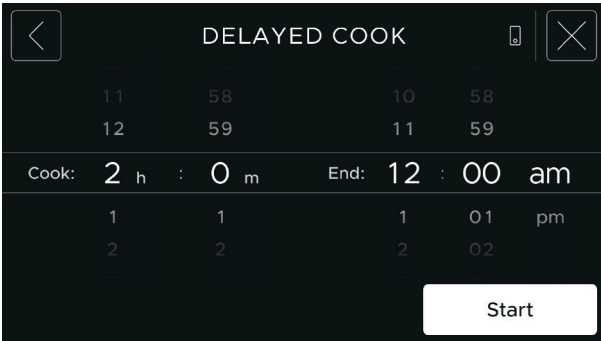 DELAYED COOK
11 58 10 58
12 59 11 59
Cook: 2 h : 0 m End: 12 : 00 am
1 1 1 01 pm
2 2 2 02
Start